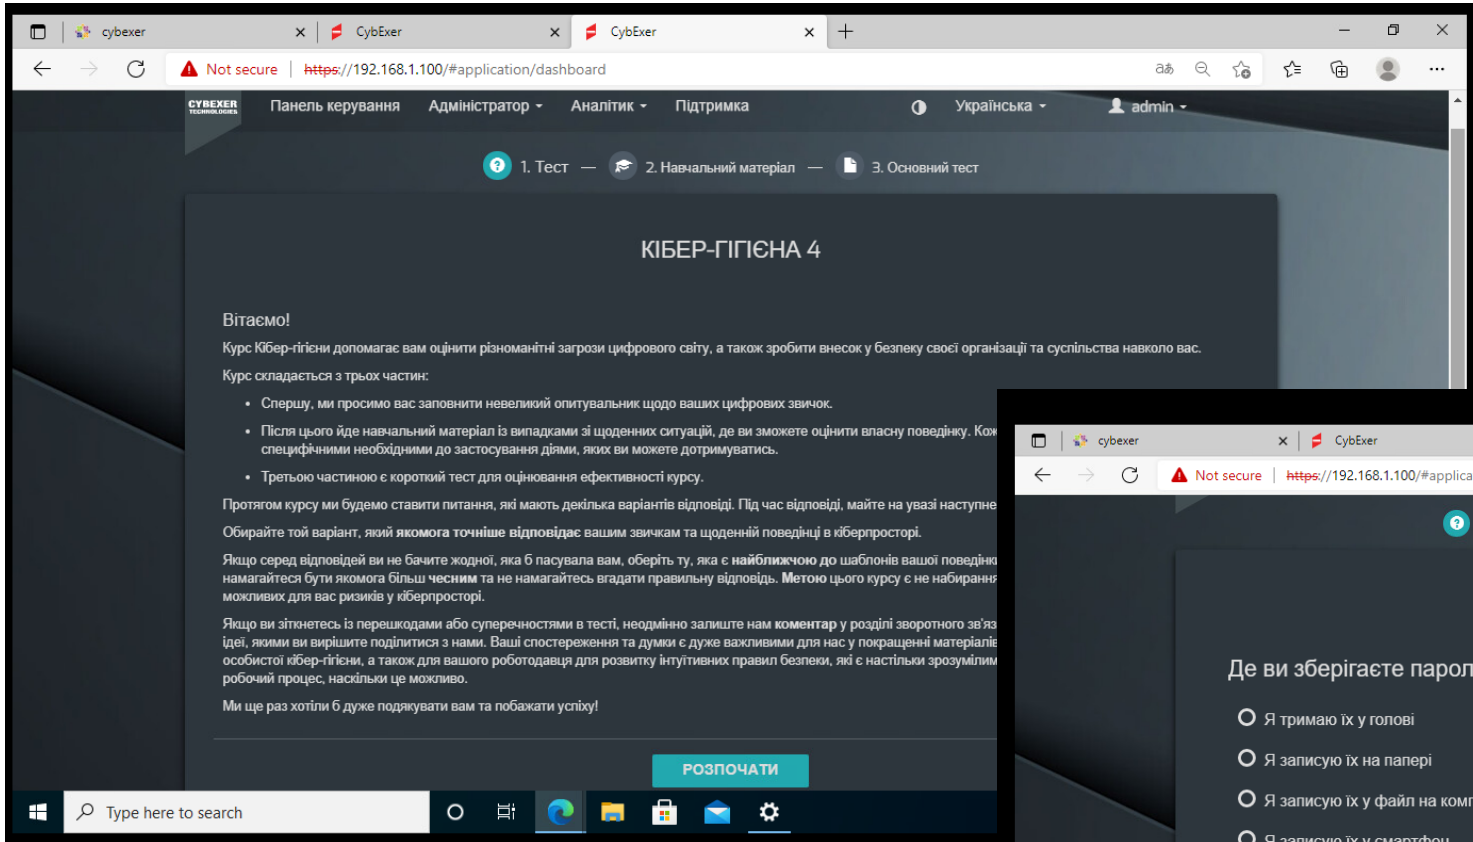 cybexer
CybExer
CybExer
Not secure
https://192.168.1.100/#application/dashboard
CYBEXER
TECHNOLOGIES
Панель керування
Адміністратор
Аналітик
Підтримка
Українська
admin
1. Тест — 2. Навчальний матеріал — 3. Основний тест
КІБЕР-ГІГІЄНА 4
Вітаємо!
Курс Кібер-гігієни допомагає вам оцінити різноманітні загрози цифрового світу, а також зробити внесок у безпеку своєї організації та суспільства навколо вас.
Курс складається з трьох частин:
• Спершу, ми просимо вас заповнити невеликий опитувальник щодо ваших цифрових звичок.
• Після цього йде навчальний матеріал із випадками зі щоденних ситуацій, де ви зможете оцінити власну поведінку. Кож
специфічними необхідними до застосування діями, яких ви можете дотримуватись.
• Третьою частиною є короткий тест для оцінювання ефективності курсу.
Протягом курсу ми будемо ставити питання, які мають декілька варіантів відповіді. Під час відповіді, майте на увазі наступне
Обирайте той варіант, який якомога точніше відповідає вашим звичкам та щоденній поведінці в кіберпросторі.
Якщо серед відповідей ви не бачите жодної, яка б пасувала вам, оберіть ту, яка є найближчою до шаблонів вашої поведінки
намагайтеся бути якомога більш чесним та не намагайтесь вгадати правильну відповідь. Метою цього курсу є не набирання
можливих для вас ризиків у кіберпросторі.
Якщо ви зіткнетесь із перешкодами або суперечностями в тесті, неодмінно залиште нам коментар у розділі зворотного зв'яз
ідеї, якими ви вирішите поділитися з нами. Ваші спостереження та думки є дуже важливими для нас у покращенні матеріалів
особистої кібер-гігієни, а також для вашого роботодавця для розвитку інтуїтивних правил безпеки, які є настільки зрозумілим
робочий процес, наскільки це можливо.
Ми ще раз хотіли б дуже подякувати вам та побажати успіху!
РОЗПОЧАТИ
Type here to search
cybexer
CybExer
Not secure
https://192.168.1.100/#applica
Де ви зберігаєте парол
Я тримаю їх у голові
Я записую їх на папері
Я записую їх у файл на комп
Я записую їх у смартфон